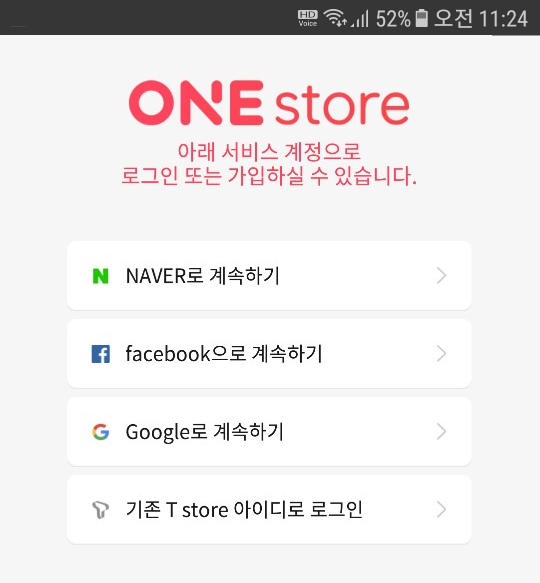 HD Voice 52% 오전 11:24
ONE store
아래 서비스 계정으로
로그인 또는 가입하실 수 있습니다.
NAVER로 계속하기
facebook으로 계속하기
Google로 계속하기
기존 T store 아이디로 로그인